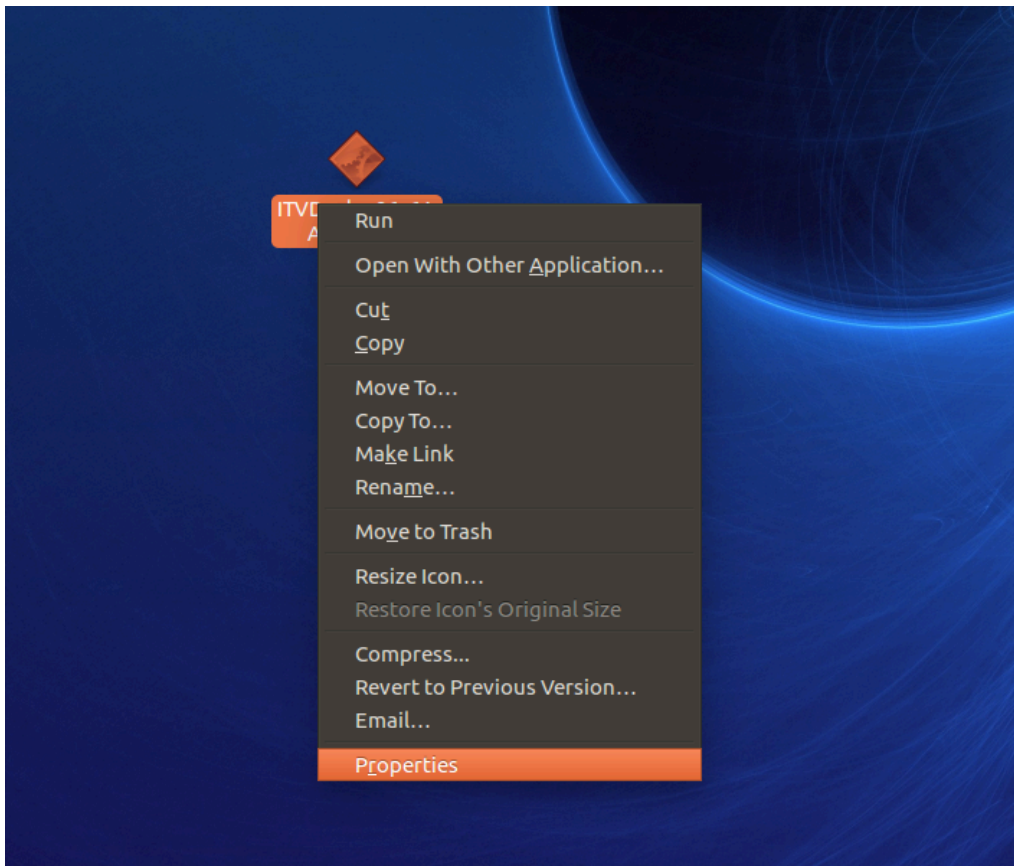 Run
Open With Other Application...
Cut
Copy
Move To...
Copy To...
Make Link
Rename...
Move to Trash
Resize Icon...
Restore Icon's Original Size
Compress...
Revert to Previous Version...
Email...
Properties